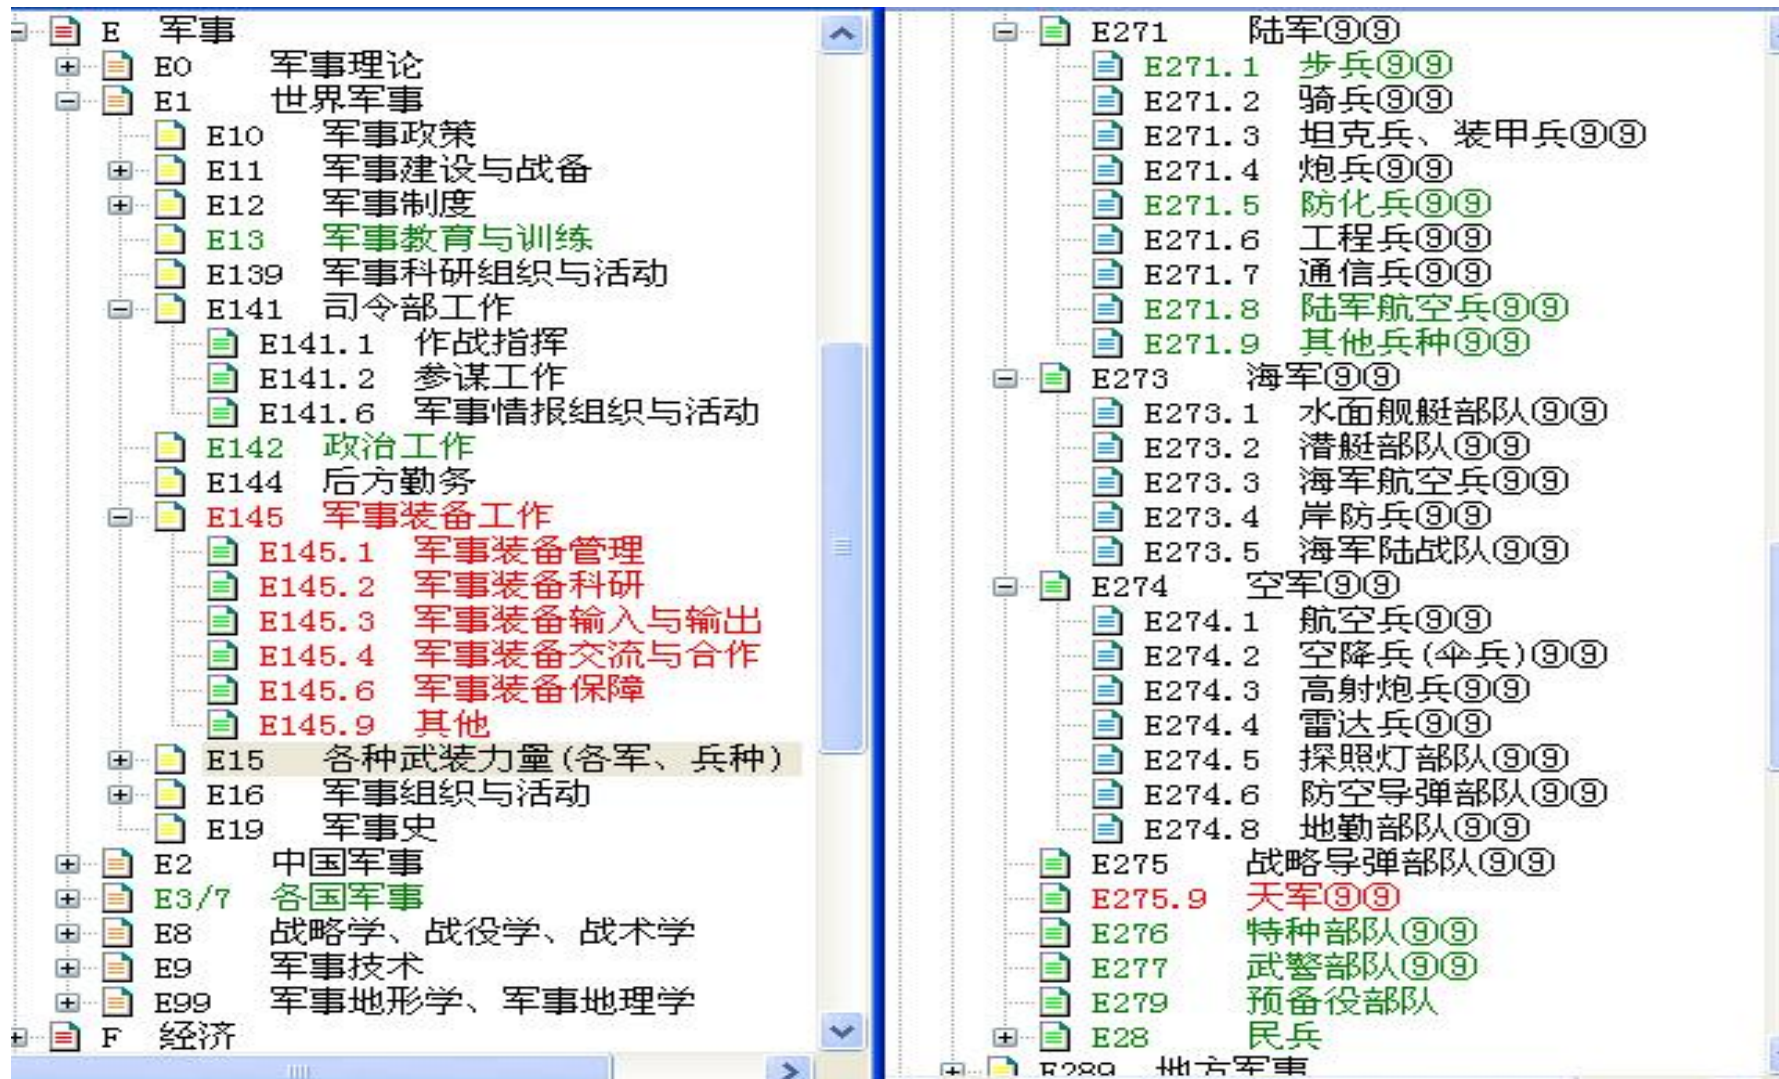 E 军事
E0 军事理论
E1 世界军事
E10 军事政策
E11 军事建设与战备
E12 军事制度
E13 军事教育与训练
E139 军事科研组织与活动
E141 司令部工作
E141.1 作战指挥
E141.2 参谋工作
E141.6 军事情报组织与活动
E142 政治工作
E144 后方勤务
E145 军事装备工作
E145.1 军事装备管理
E145.2 军事装备科研
E145.3 军事装备输入与输出
E145.4 军事装备交流与合作
E145.6 军事装备保障
E145.9 其他
E15 各种武装力量(各军、兵种)
E16 军事组织与活动
E19 军事史
E2 中国军事
E3/7 各国军事
E8 战略学、战役学、战术学
E9 军事技术
E99 军事地形学、军事地理学
F 经济
E271 陆军⑨⑨
E271.1 步兵⑨⑨
E271.2 骑兵⑨⑨
E271.3 坦克兵、装甲兵⑨⑨
E271.4 炮兵⑨⑨
E271.5 防化兵⑨⑨
E271.6 工程兵⑨⑨
E271.7 通信兵⑨⑨
E271.8 陆军航空兵⑨⑨
E271.9 其他兵种⑨⑨
E273 海军⑨⑨
E273.1 水面舰艇部队⑨⑨
E273.2 潜艇部队⑨⑨
E273.3 海军航空兵⑨⑨
E273.4 岸防兵⑨⑨
E273.5 海军陆战队⑨⑨
E274 空军⑨⑨
E274.1 航空兵⑨⑨
E274.2 空降兵(伞兵)⑨⑨
E274.3 高射炮兵⑨⑨
E274.4 雷达兵⑨⑨
E274.5 探照灯部队⑨⑨
E274.6 防空导弹部队⑨⑨
E274.8 地勤部队⑨⑨
E275 战略导弹部队⑨⑨
E275.9 天军⑨⑨
E276 特种部队⑨⑨
E277 武警部队⑨⑨
E279 预备役部队
E28 民兵
E289 地方军事